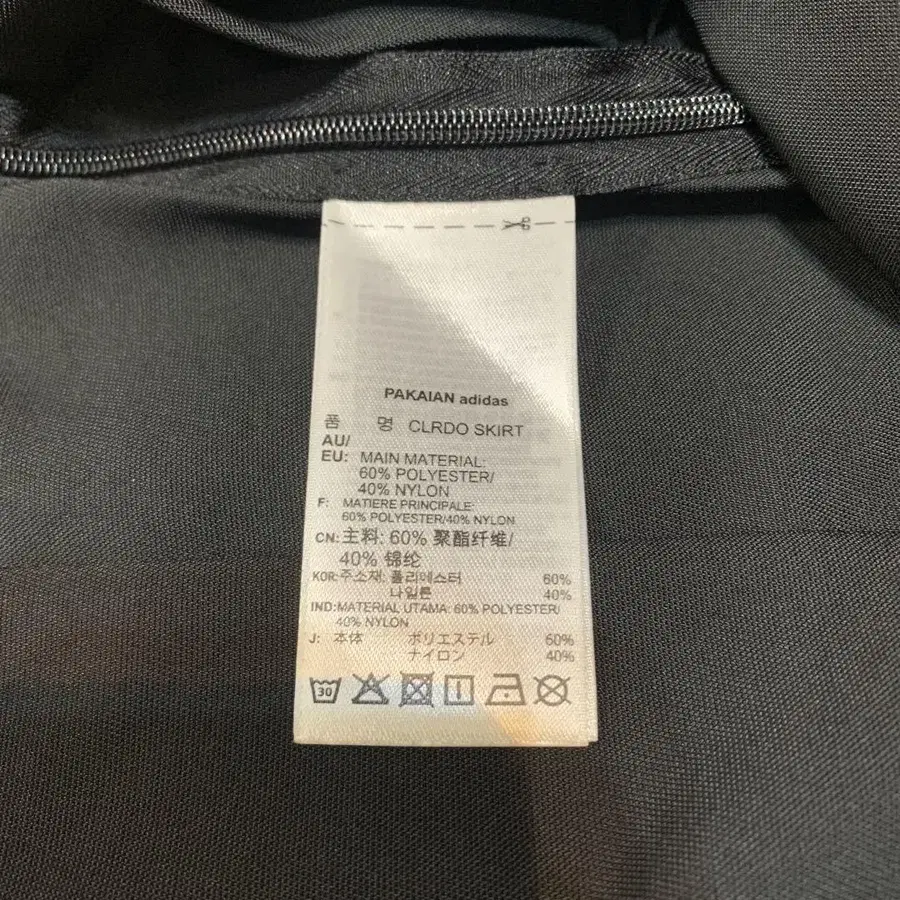 PAKAIAN adidas
품 명 CLRDO SKIRT
AU/
EU: MAIN MATERIAL:
60% POLYESTER/
40% NYLON
F: MATIERE PRINCIPALE:
60% POLYESTER/40% NYLON
CN: 主料: 60% 聚酯纤维/
40% 锦纶
KOR: 주소재: 폴리에스터 60%
나일론 40%
IND: MATERIAL UTAMA: 60% POLYESTER/
40% NYLON
J: 本体 ポリエステル 60%
ナイロン 40%
30